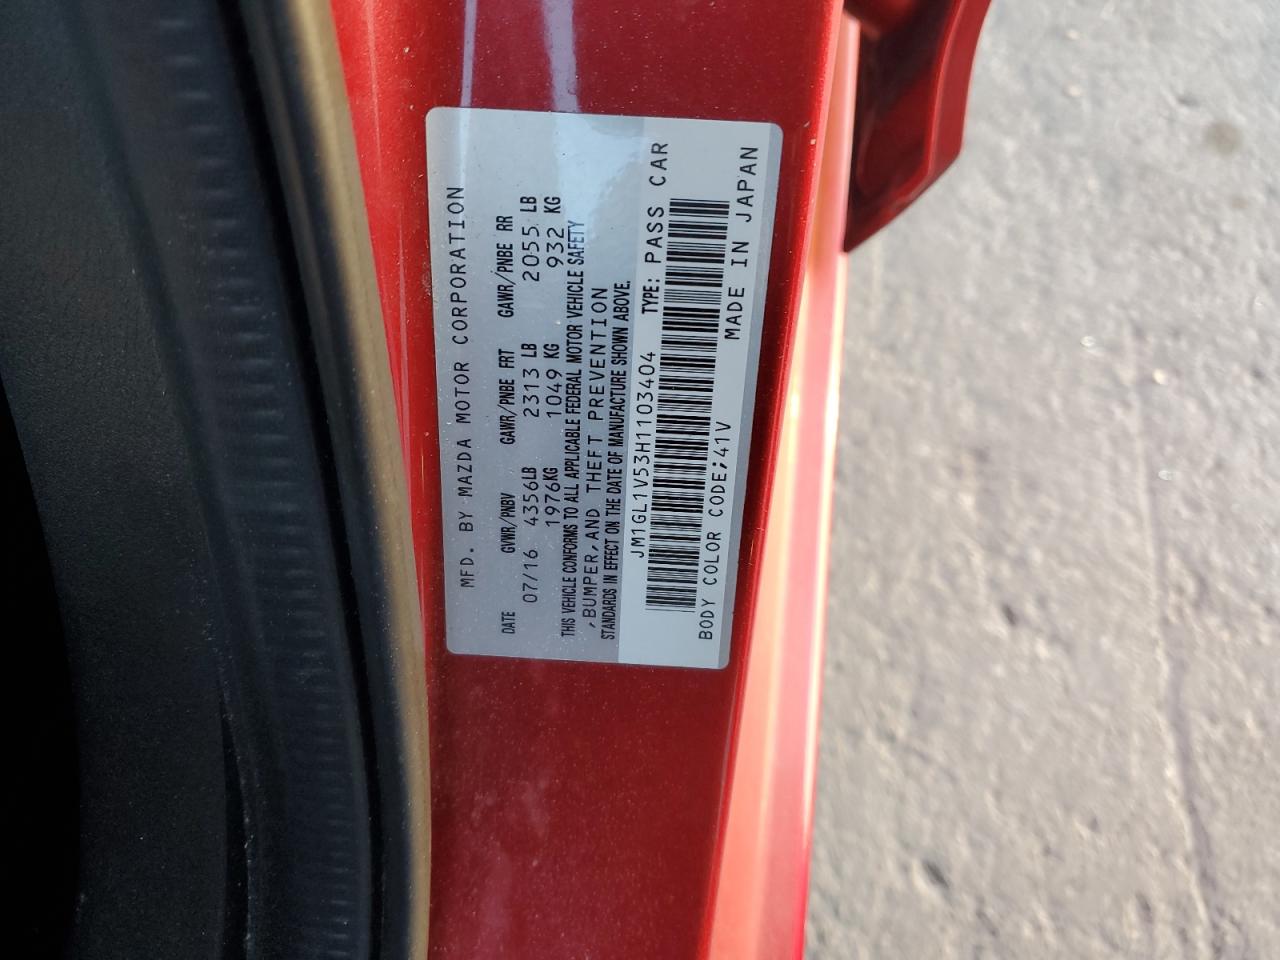 MFD. BY MAZDA MOTOR CORPORATION
DATE GVWR/PNBV GAWR/PNBE FRT GAWR/PNBE RR
07/16 4356LB 2313 LB 2055 LB
1976KG 1049 KG 932 KG
THIS VEHICLE CONFORMS TO ALL APPLICABLE FEDERAL MOTOR VEHICLE SAFETY
,BUMPER,AND THEFT PREVENTION
STANDARDS IN EFFECT ON THE DATE OF MANUFACTURE SHOWN ABOVE.
JM1GL1V53H1103404 TYPE: PASS CAR
BODY COLOR CODE;41V MADE IN JAPAN